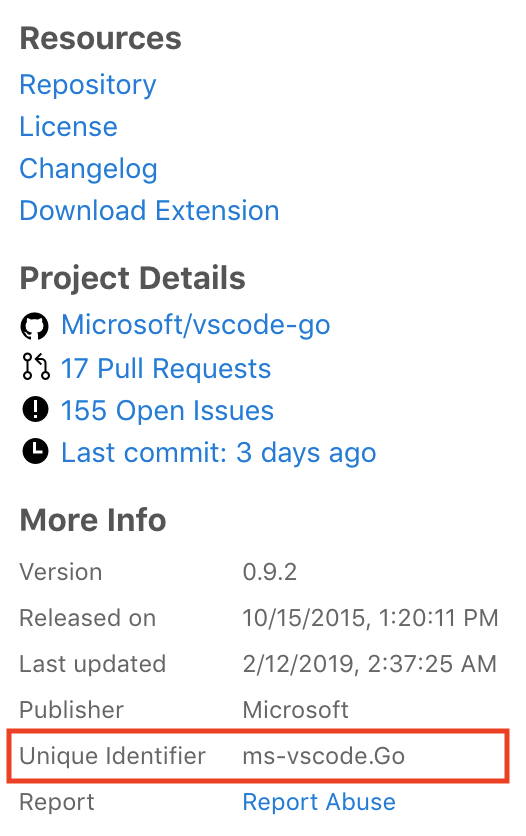 Resources
Repository
License
Changelog
Download Extension
Project Details
Microsoft/vscode-go
17 Pull Requests
155 Open Issues
Last commit: 3 days ago
More Info
Version 0.9.2
Released on 10/15/2015, 1:20:11 PM
Last updated 2/12/2019, 2:37:25 AM
Publisher Microsoft
Unique Identifier ms-vscode.Go
Report Report Abuse